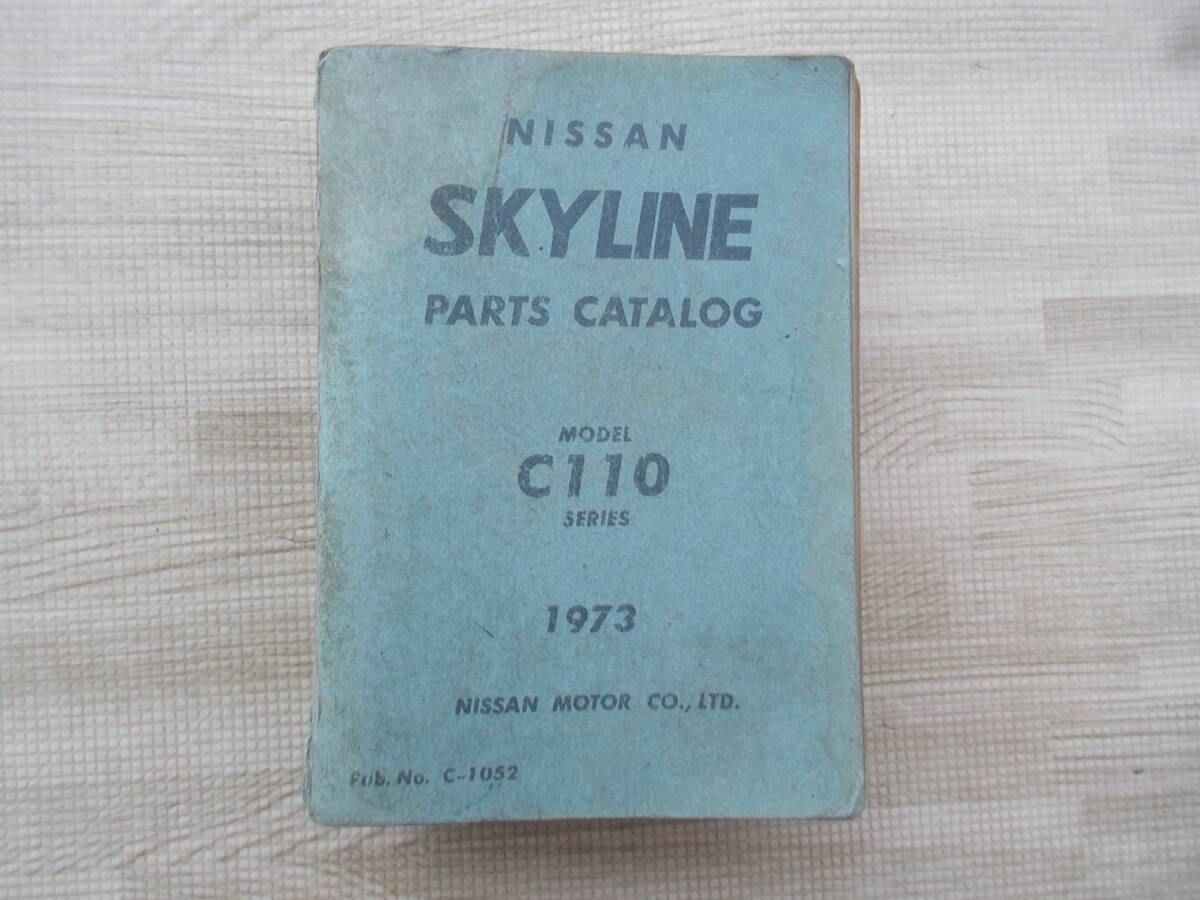 NISSAN
SKYLINE
PARTS CATALOG
MODEL
C110
SERIES
1973
NISSAN MOTOR CO., LTD.
Pub. No. C-1052